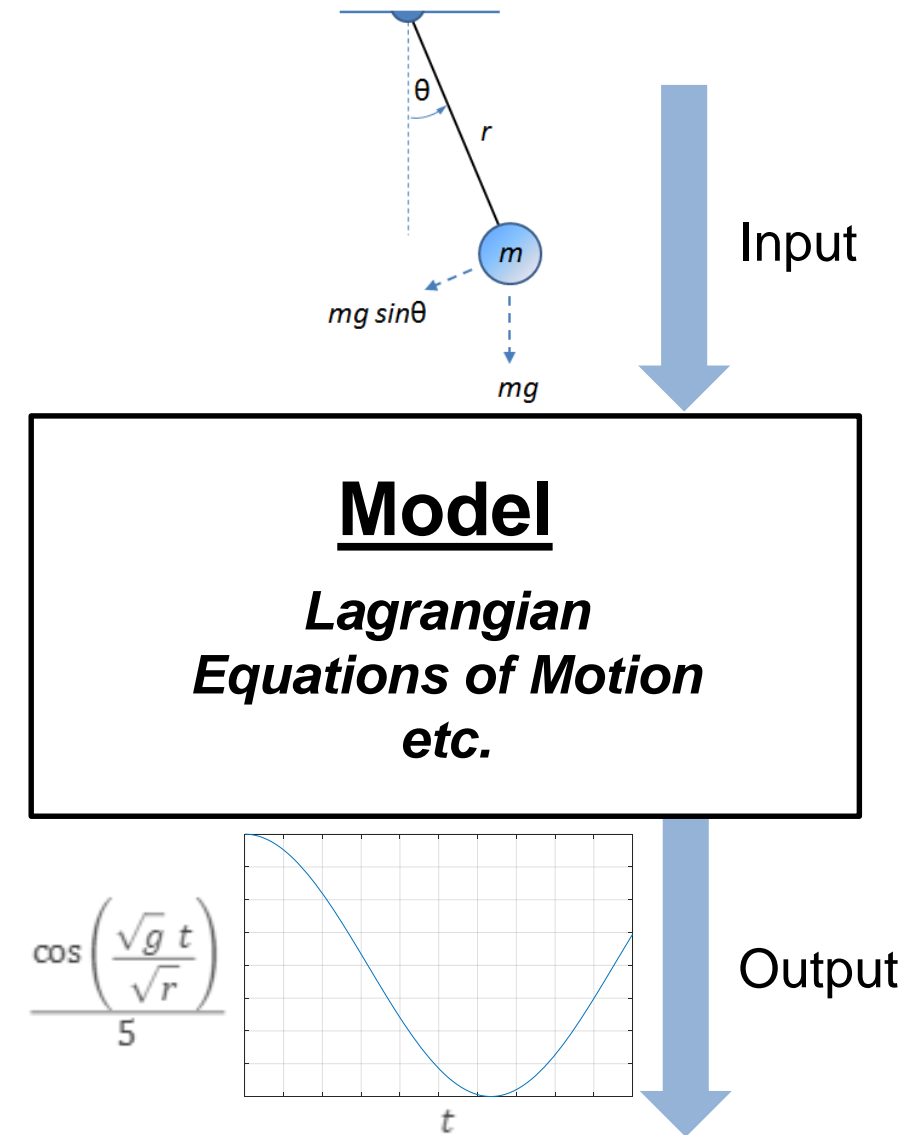 θ
r
m
Input
mg sinθ
mg
Model
Lagrangian
Equations of Motion
etc.
cos(√g t / √r) / 5
Output
t